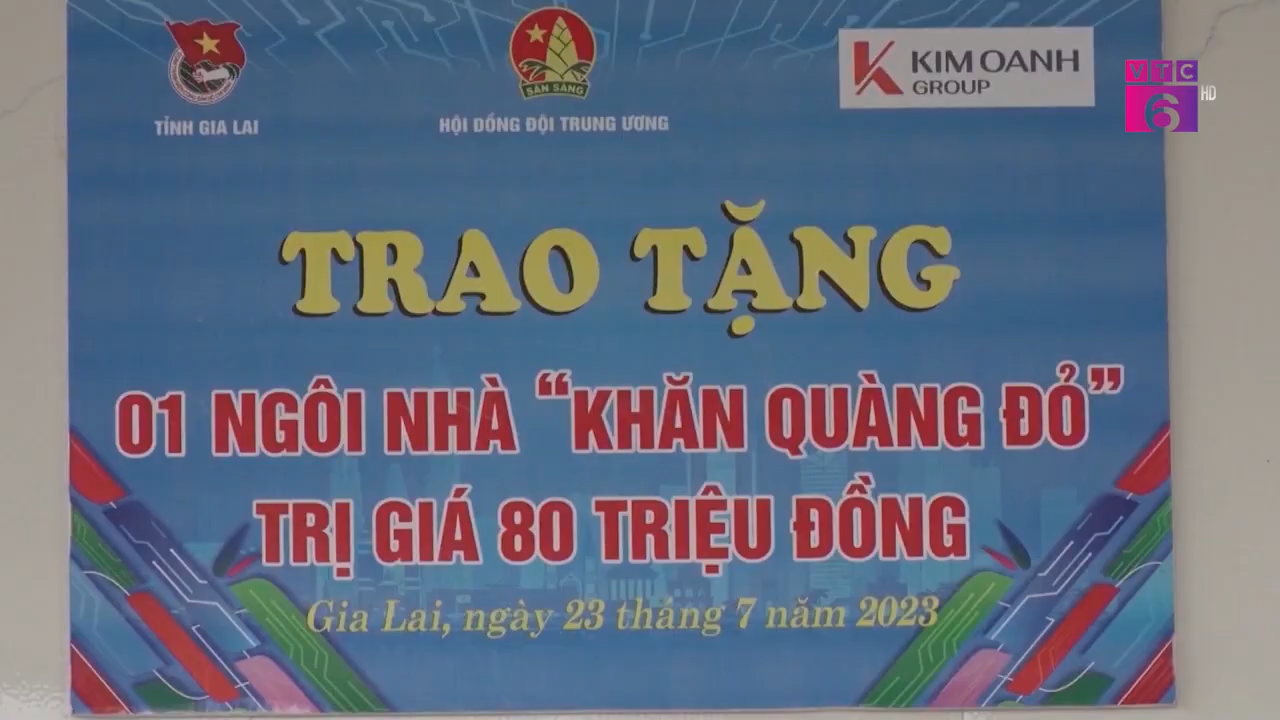 TỈNH GIA LAI
SẴN SÀNG
HỘI ĐỒNG ĐỘI TRUNG ƯƠNG
KIM OANH
GROUP
VTC
6
HD
TRAO TẶNG
01 NGÔI NHÀ “KHĂN QUÀNG ĐỎ”
TRỊ GIÁ 80 TRIỆU ĐỒNG
Gia Lai, ngày 23 tháng 7 năm 2023